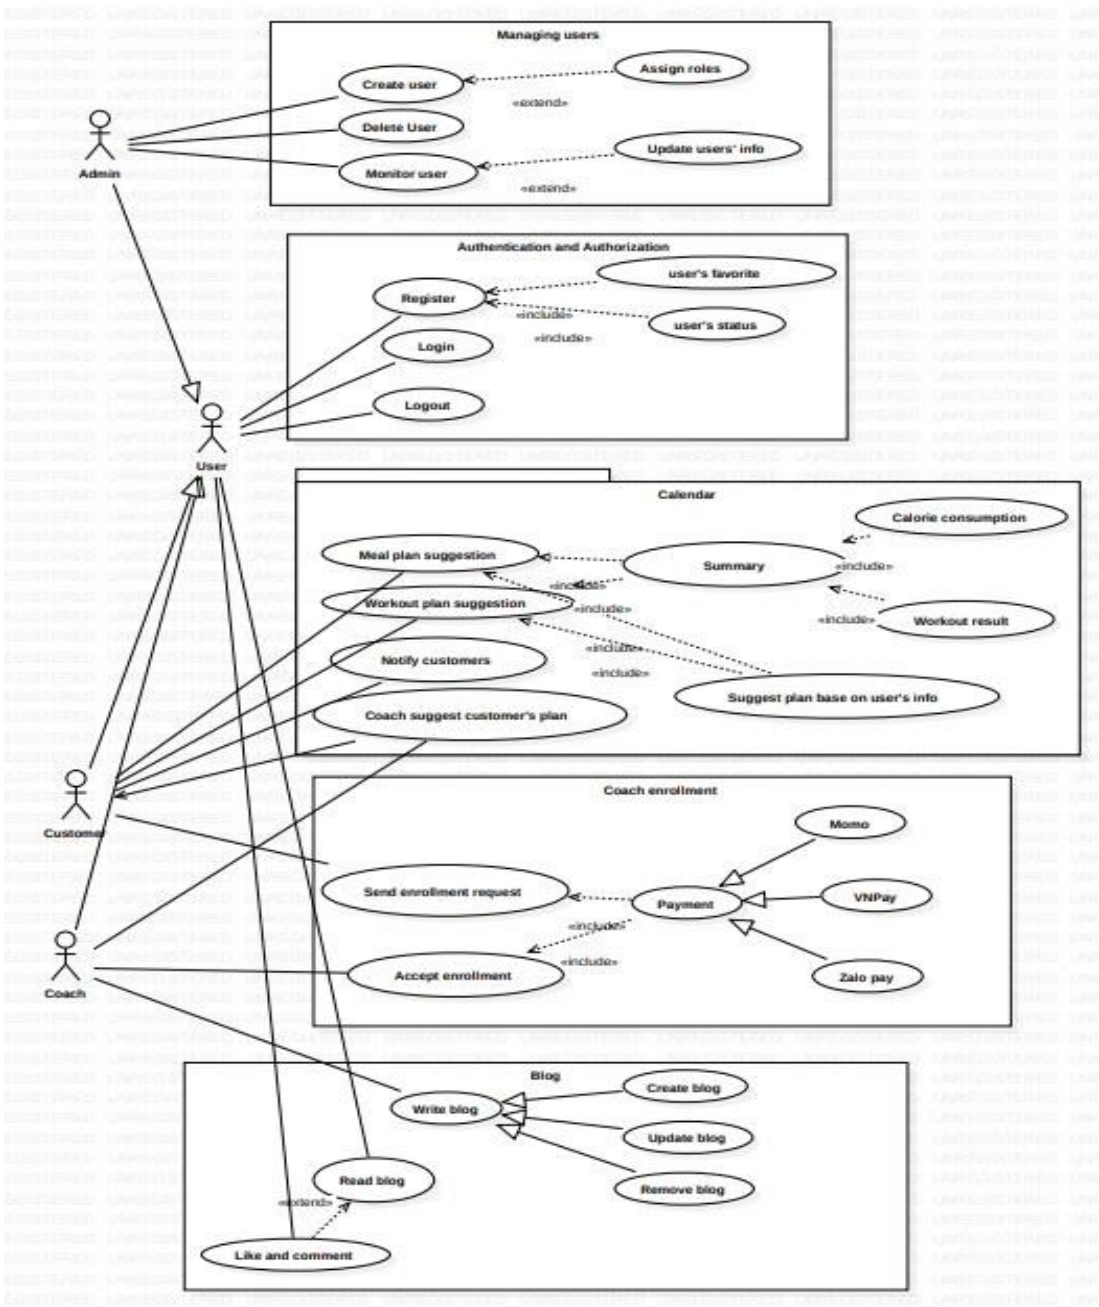 Managing users
Create user
Assign roles
«extend»
Delete User
Update users' info
Monitor user
«extend»
Admin
Authentication and Authorization
user's favorite
Register
«include»
user's status
«include»
Login
Logout
User
Calendar
Calorie consumption
Meal plan suggestion
Summary
«include»
«include»
Workout plan suggestion
«include»
«include»
Workout result
Notify customers
«include»
«include»
Suggest plan base on user's info
Coach suggest customer's plan
Customer
Coach enrollment
Momo
Send enrollment request
Payment
VNPay
«include»
Accept enrollment
«include»
Zalo pay
Coach
Blog
Create blog
Write blog
Update blog
Read blog
Remove blog
«extend»
Like and comment